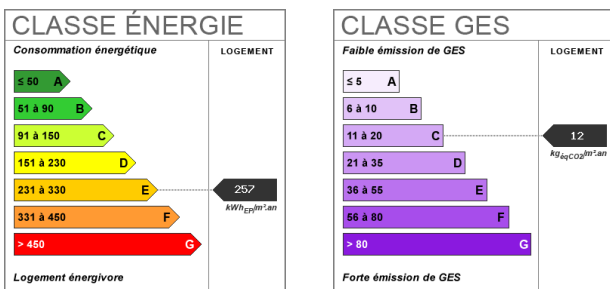 CLASSE ÉNERGIE
Consommation énergétique
LOGEMENT
≤ 50 A
51 à 90 B
91 à 150 C
151 à 230 D
231 à 330 E
257
kWhEP/m².an
331 à 450 F
> 450 G
Logement énergivore
CLASSE GES
Faible émission de GES
LOGEMENT
≤ 5 A
6 à 10 B
11 à 20 C
12
kgéqCO2/m².an
21 à 35 D
36 à 55 E
56 à 80 F
> 80 G
Forte émission de GES